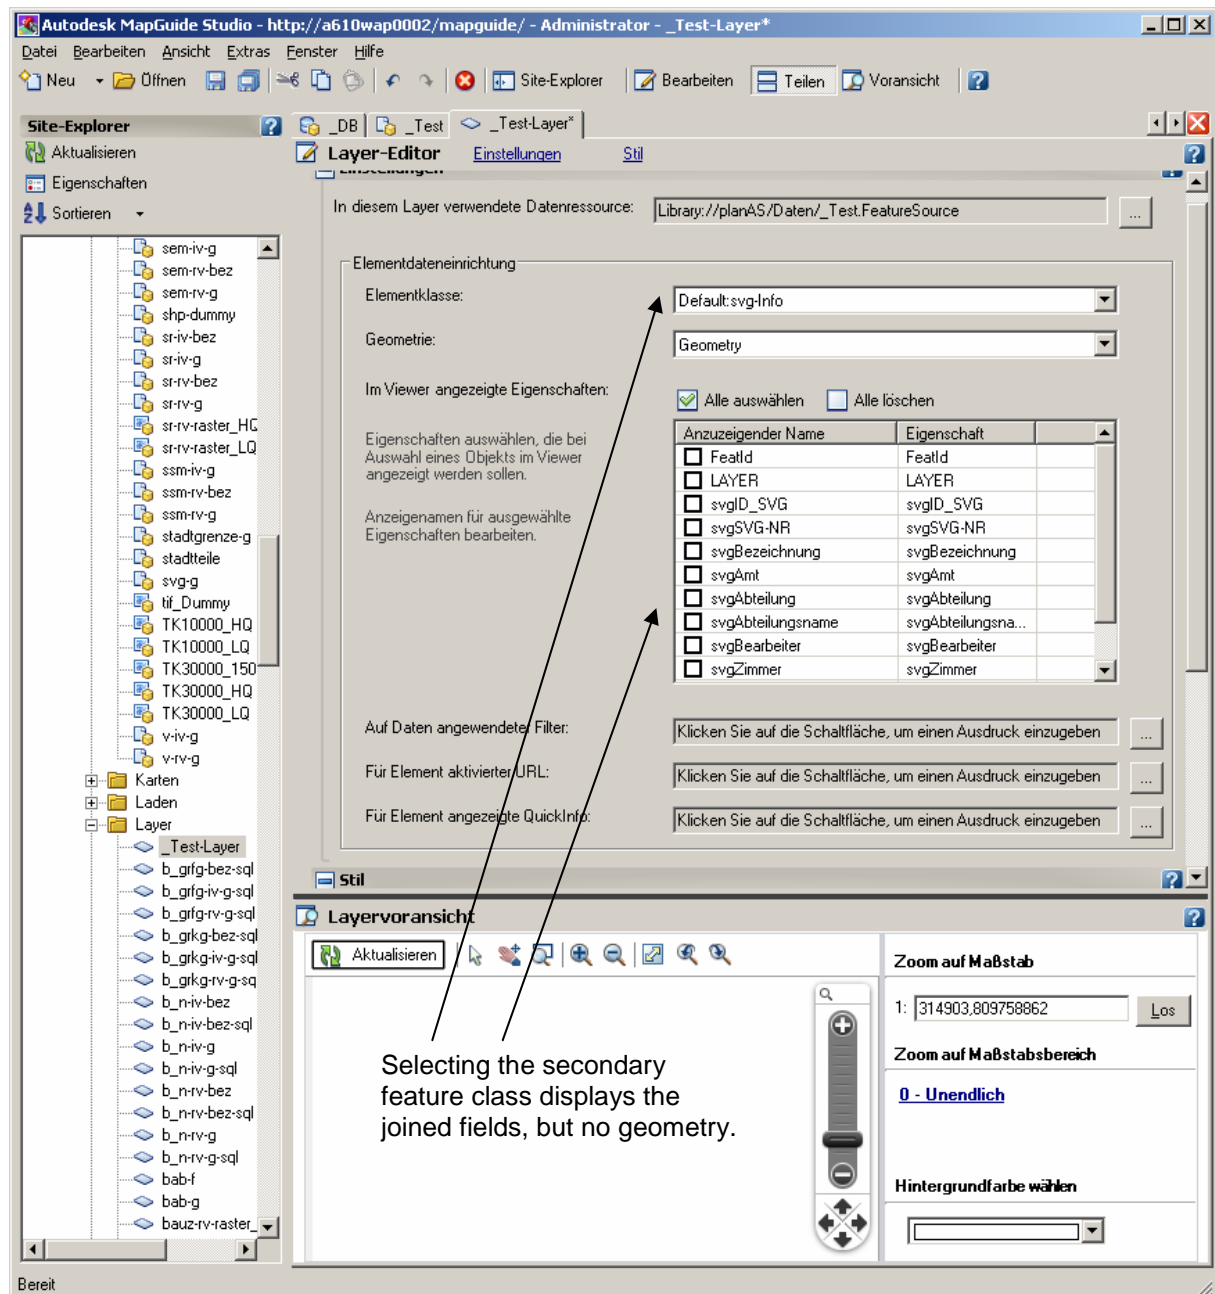 Autodesk MapGuide Studio - http://a610wap0002/mapguide/ - Administrator - _Test-Layer*
Datei Bearbeiten Ansicht Extras Fenster Hilfe
Neu Öffnen Site-Explorer Bearbeiten Teilen Voransicht
Site-Explorer
_DB _Test _Test-Layer*
Aktualisieren
Layer-Editor Einstellungen Stil
Einstellungen
Eigenschaften
Sortieren
In diesem Layer verwendete Datenressource: Library://planAS/Daten/_Test.FeatureSource ...
sem-iv-g
sem-rv-bez
sem-rv-g
shp-dummy
sr-iv-bez
sr-iv-g
sr-rv-bez
sr-rv-g
sr-rv-raster_HQ
sr-rv-raster_LQ
ssm-iv-g
ssm-rv-bez
ssm-rv-g
stadtgrenze-g
stadtteile
svg-g
tif_Dummy
TK10000_HQ
TK10000_LQ
TK30000_150
TK30000_HQ
TK30000_LQ
v-iv-g
v-rv-g
Karten
Laden
Layer
_Test-Layer
b_grfg-bez-sql
b_grfg-iv-g-sql
b_grfg-rv-g-sql
b_grkg-bez-sql
b_grkg-iv-g-sql
b_grkg-rv-g-sq
b_n-iv-bez
b_n-iv-bez-sql
b_n-iv-g
b_n-iv-g-sql
b_n-rv-bez
b_n-rv-bez-sql
b_n-rv-g
b_n-rv-g-sql
bab-f
bab-g
bauz-rv-raster_
Elementdateneinrichtung
Elementklasse: Default:svg-Info
Geometrie: Geometry
Im Viewer angezeigte Eigenschaften: Alle auswählen Alle löschen
Eigenschaften auswählen, die bei
Auswahl eines Objekts im Viewer
angezeigt werden sollen.
Anzeigenamen für ausgewählte
Eigenschaften bearbeiten.
Anzuzeigender Name Eigenschaft
FeatId FeatId
LAYER LAYER
svgID_SVG svgID_SVG
svgSVG-NR svgSVG-NR
svgBezeichnung svgBezeichnung
svgAmt svgAmt
svgAbteilung svgAbteilung
svgAbteilungsname svgAbteilungsna...
svgBearbeiter svgBearbeiter
svgZimmer svgZimmer
Auf Daten angewendeter Filter: Klicken Sie auf die Schaltfläche, um einen Ausdruck einzugeben ...
Für Element aktivierter URL: Klicken Sie auf die Schaltfläche, um einen Ausdruck einzugeben ...
Für Element angezeigte QuickInfo: Klicken Sie auf die Schaltfläche, um einen Ausdruck einzugeben ...
Stil
Layervoransicht
Aktualisieren
Zoom auf Maßstab
1: 314903,809758862 Los
Zoom auf Maßstabsbereich
0 - Unendlich
Hintergrundfarbe wählen
Selecting the secondary
feature class displays the
joined fields, but no geometry.
Bereit